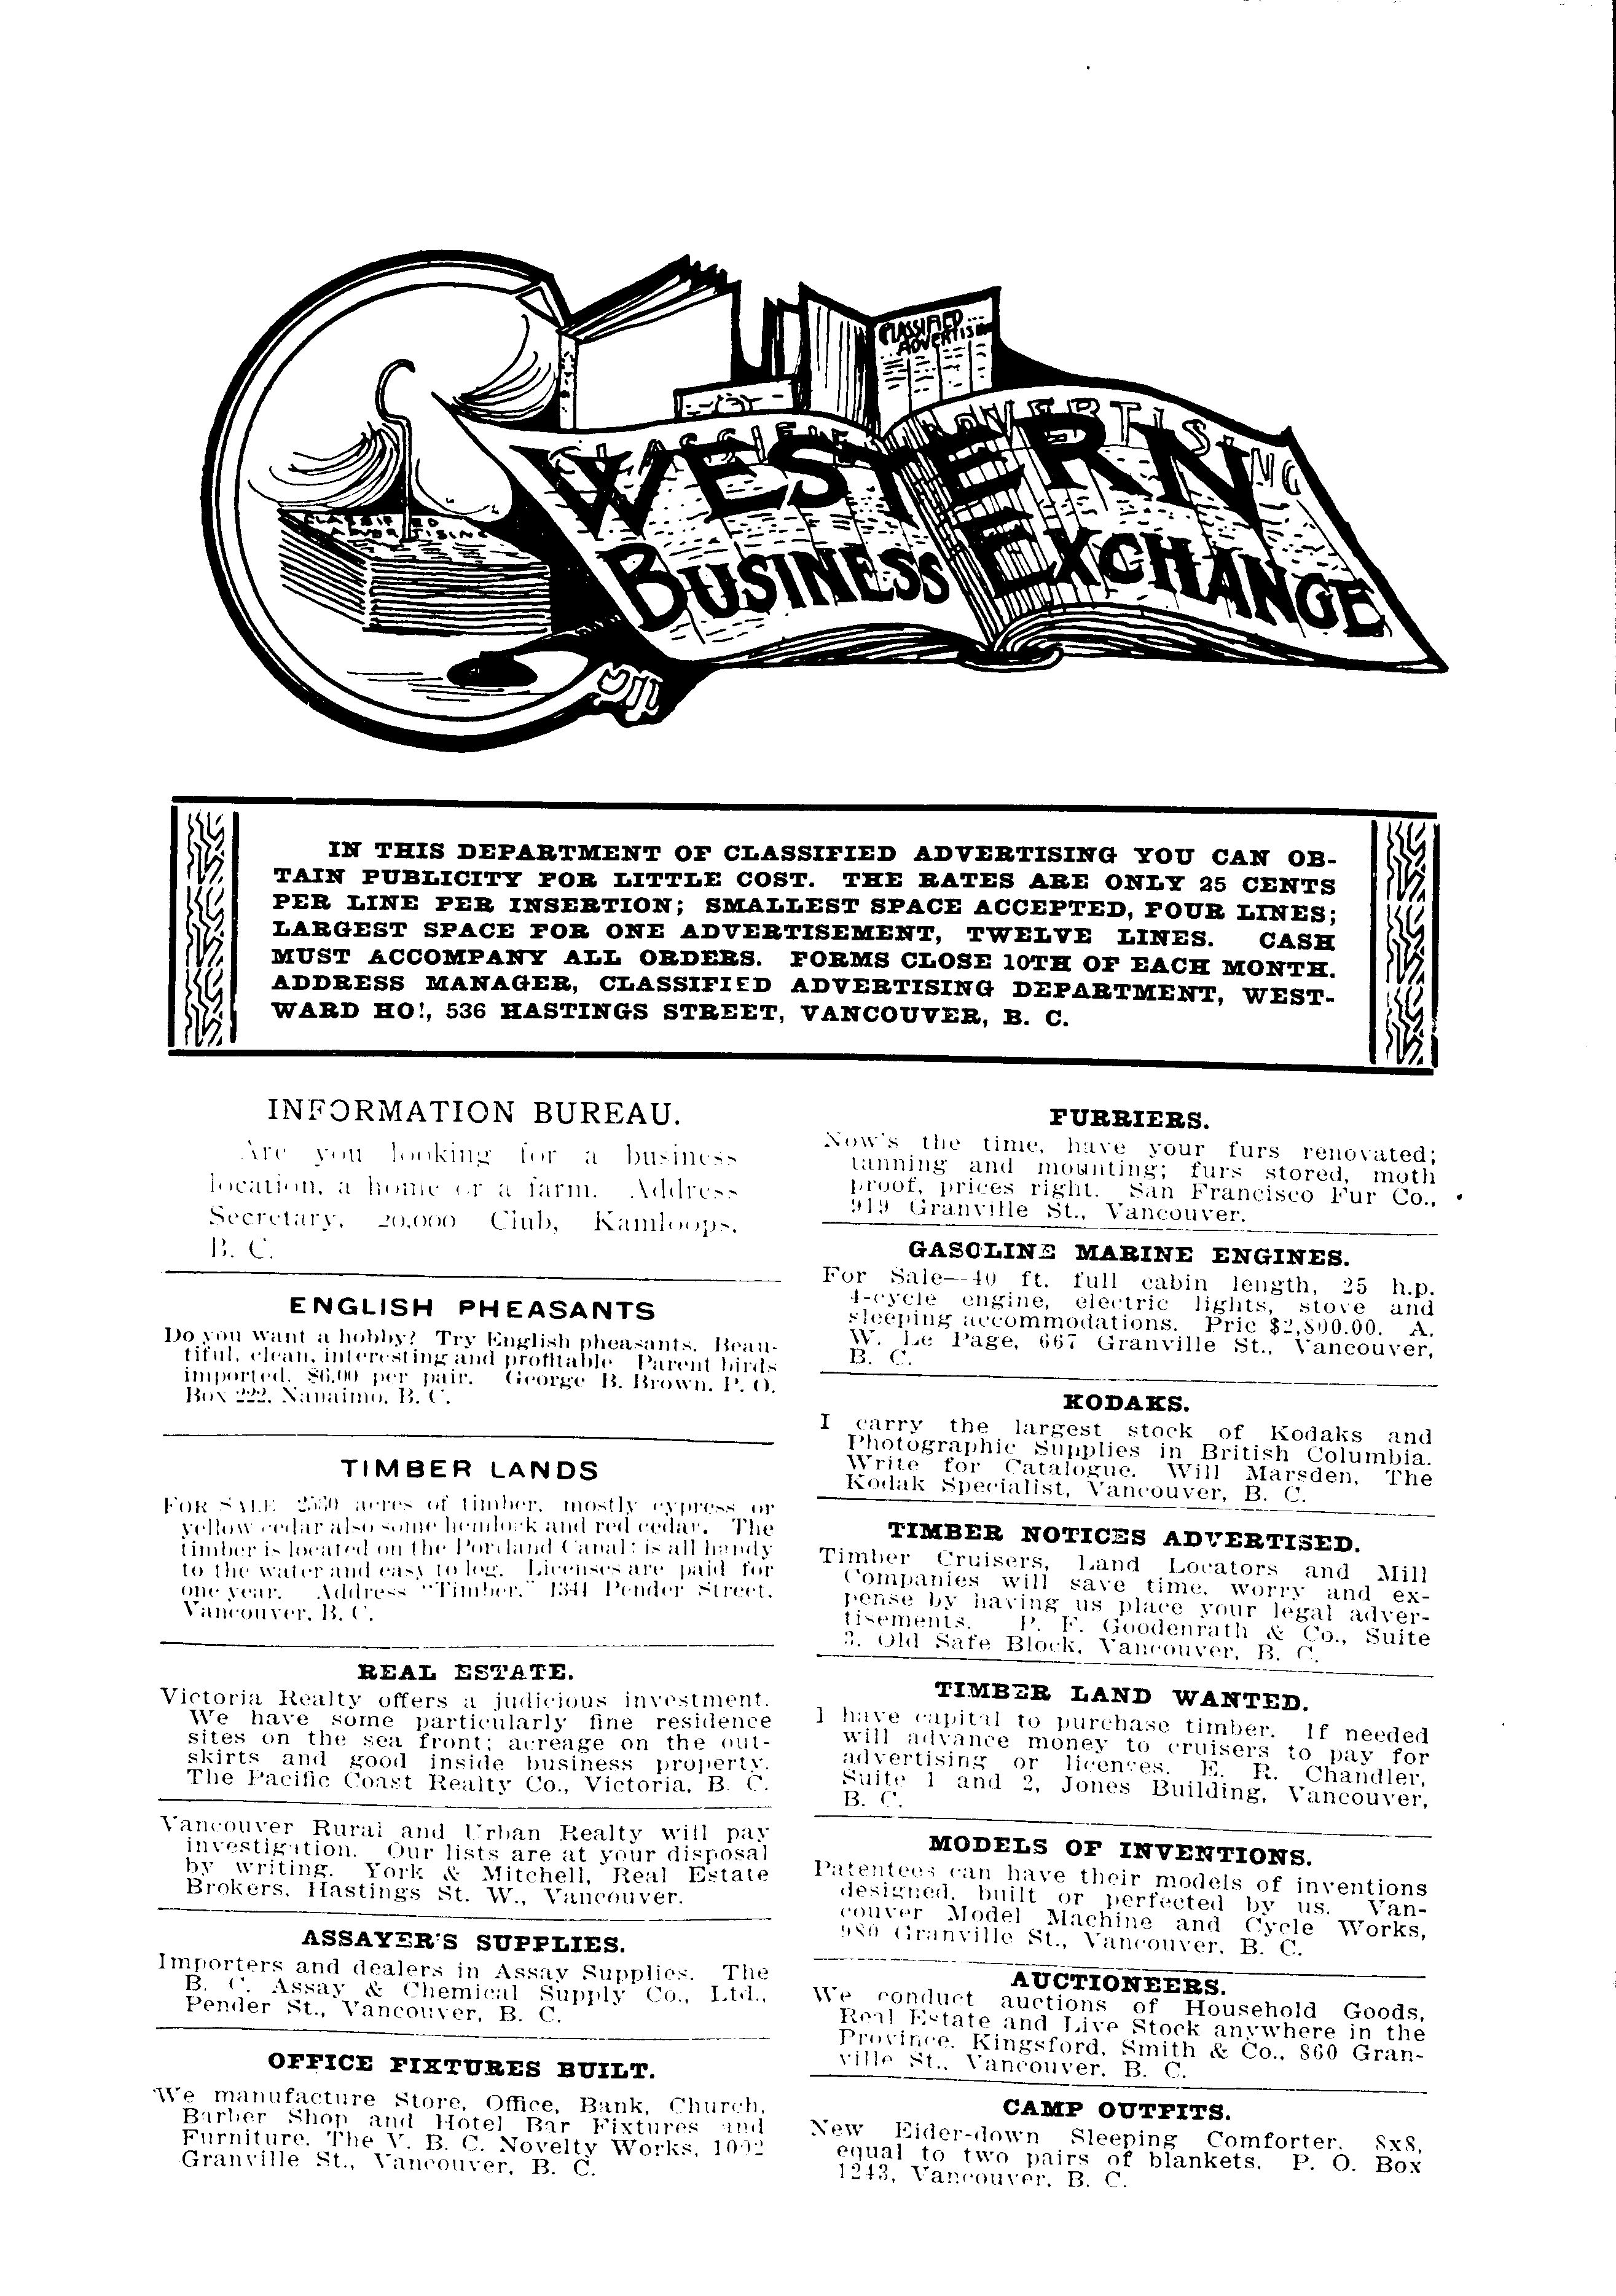 CLASSIFIED
ADVERTISING
CLASSIFIED ADVERTISING
CLASSIFIED
ADVERTISING
WESTERN
BUSINESS EXCHANGE
IN THIS DEPARTMENT OF CLASSIFIED ADVERTISING YOU CAN OB-
TAIN PUBLICITY FOR LITTLE COST. THE RATES ARE ONLY 25 CENTS
PER LINE PER INSERTION; SMALLEST SPACE ACCEPTED, FOUR LINES;
LARGEST SPACE FOR ONE ADVERTISEMENT, TWELVE LINES. CASH
MUST ACCOMPANY ALL ORDERS. FORMS CLOSE 10TH OF EACH MONTH.
ADDRESS MANAGER, CLASSIFIED ADVERTISING DEPARTMENT, WEST-
WARD HO!, 536 HASTINGS STREET, VANCOUVER, B. C.
INFORMATION BUREAU.
Are you looking for a business
location, a home or a farm. Address
Secretary, 20,000 Club, Kamloops,
B. C.
ENGLISH PHEASANTS
Do you want a hobby? Try English pheasants. Beau-
tiful, clean, interesting and profitable Parent birds
imported. $6.00 per pair. George B. Brown, P. O.
Box 222, Nanaimo, B. C.
TIMBER LANDS
FOR SALE 2550 acres of timber, mostly cypress or
yellow cedar also some hemlock and red cedar. The
timber is located on the Portland Canal; is all handy
to the water and easy to log. Licenses are paid for
one year. Address "Timber," 1341 Pender Street,
Vancouver, B. C.
REAL ESTATE.
Victoria Realty offers a judicious investment.
We have some particularly fine residence
sites on the sea front; acreage on the out-
skirts and good inside business property.
The Pacific Coast Realty Co., Victoria, B. C.
Vancouver Rural and Urban Realty will pay
investigation. Our lists are at your disposal
by writing. York & Mitchell, Real Estate
Brokers, Hastings St. W., Vancouver.
ASSAYER'S SUPPLIES.
Importers and dealers in Assay Supplies. The
B. C. Assay & Chemical Supply Co., Ltd.,
Pender St., Vancouver, B. C.
OFFICE FIXTURES BUILT.
We manufacture Store, Office, Bank, Church,
Barber Shop and Hotel Bar Fixtures and
Furniture. The V. B. C. Novelty Works, 1002
Granville St., Vancouver, B. C.
FURRIERS.
Now's the time, have your furs renovated;
tanning and mounting; furs stored, moth
proof, prices right. San Francisco Fur Co.,
919 Granville St., Vancouver.
GASOLINE MARINE ENGINES.
For Sale—40 ft. full cabin length, 25 h.p.
4-cycle engine, electric lights, stove and
sleeping accommodations. Pric $2,800.00. A.
W. Le Page, 667 Granville St., Vancouver,
B. C.
KODAKS.
I carry the largest stock of Kodaks and
Photographic Supplies in British Columbia.
Write for Catalogue. Will Marsden, The
Kodak Specialist, Vancouver, B. C.
TIMBER NOTICES ADVERTISED.
Timber Cruisers, Land Locators and Mill
Companies will save time, worry and ex-
pense by having us place your legal adver-
tisements. P. F. Goodenrath & Co., Suite
3, Old Safe Block, Vancouver, B. C.
TIMBER LAND WANTED.
I have capital to purchase timber. If needed
will advance money to cruisers to pay for
advertising or licenses. E. R. Chandler,
Suite 1 and 2, Jones Building, Vancouver,
B. C.
MODELS OF INVENTIONS.
Patentees can have their models of inventions
designed, built or perfected by us. Van-
couver Model Machine and Cycle Works,
980 Granville St., Vancouver, B. C.
AUCTIONEERS.
We conduct auctions of Household Goods,
Real Estate and Live Stock anywhere in the
Province. Kingsford, Smith & Co., 860 Gran-
ville St., Vancouver, B. C.
CAMP OUTFITS.
New Eider-down Sleeping Comforter, 8x8,
equal to two pairs of blankets. P. O. Box
1243, Vancouver, B. C.